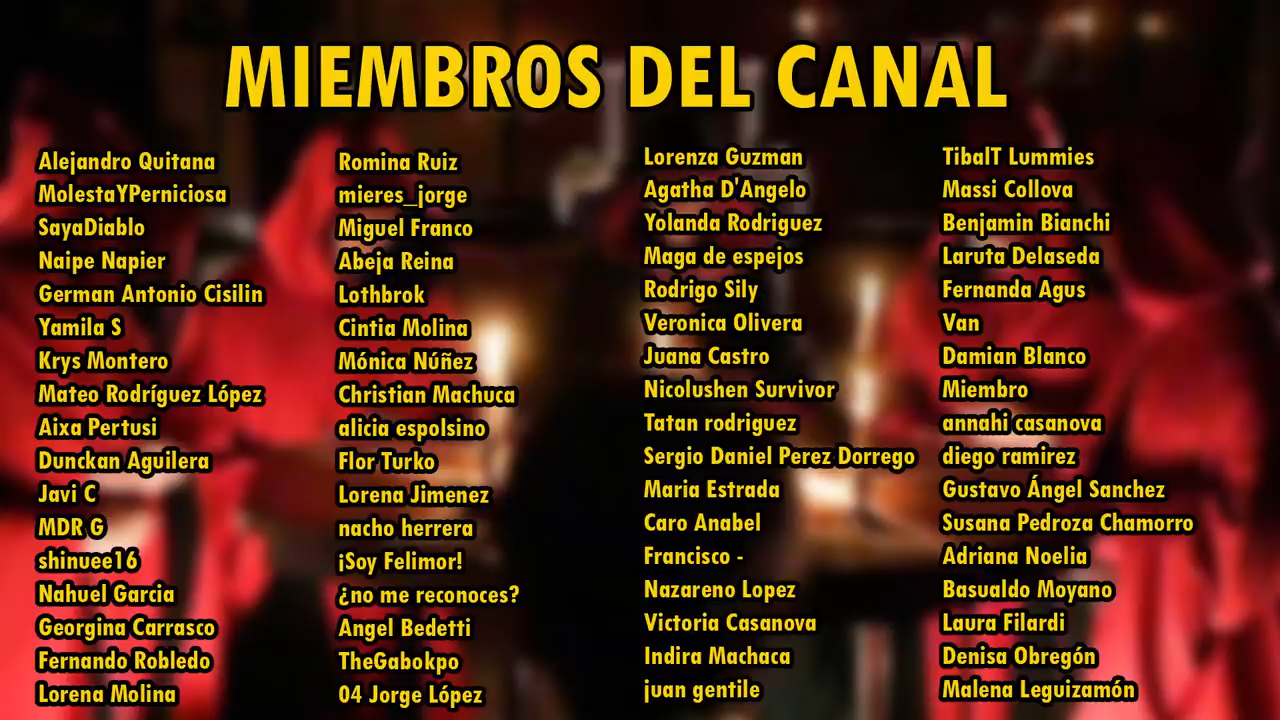 MIEMBROS DEL CANAL
Alejandro Quitana
MolestaYPerniciosa
SayaDiablo
Naipe Napier
German Antonio Cisilin
Yamila S
Krys Montero
Mateo Rodríguez López
Aixa Pertusi
Dunckan Aguilera
Javi C
MDR G
shinuee16
Nahuel Garcia
Georgina Carrasco
Fernando Robledo
Lorena Molina
Romina Ruiz
mieres_jorge
Miguel Franco
Abeja Reina
Lothbrok
Cintia Molina
Mónica Núñez
Christian Machuca
alicia espolsino
Flor Turko
Lorena Jimenez
nacho herrera
¡Soy Felimor!
¿no me reconoces?
Angel Bedetti
TheGabokpo
04 Jorge López
Lorenza Guzman
Agatha D'Angelo
Yolanda Rodriguez
Maga de espejos
Rodrigo Sily
Veronica Olivera
Juana Castro
Nicolushen Survivor
Tatan rodriguez
Sergio Daniel Perez Dorrego
Maria Estrada
Caro Anabel
Francisco -
Nazareno Lopez
Victoria Casanova
Indira Machaca
juan gentile
TibalT Lummies
Massi Collova
Benjamin Bianchi
Laruta Delaseda
Fernanda Agus
Van
Damian Blanco
Miembro
annahi casanova
diego ramirez
Gustavo Ángel Sanchez
Susana Pedroza Chamorro
Adriana Noelia
Basualdo Moyano
Laura Filardi
Denisa Obregón
Malena Leguizamón